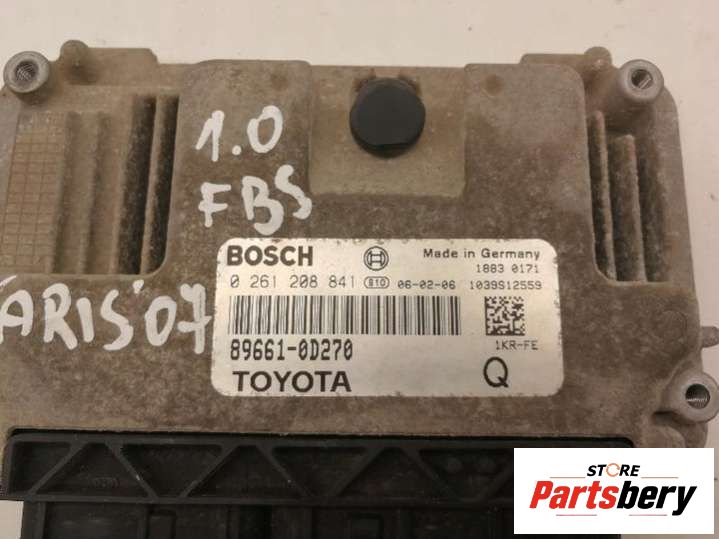 1.0
FBS
ARIS'07
BOSCH
Made in Germany
1883 0171
0 261 208 841 B10 06-02-06 1039S12559
89661-0D270
1KR-FE
TOYOTA
Q
STORE
Partsbery